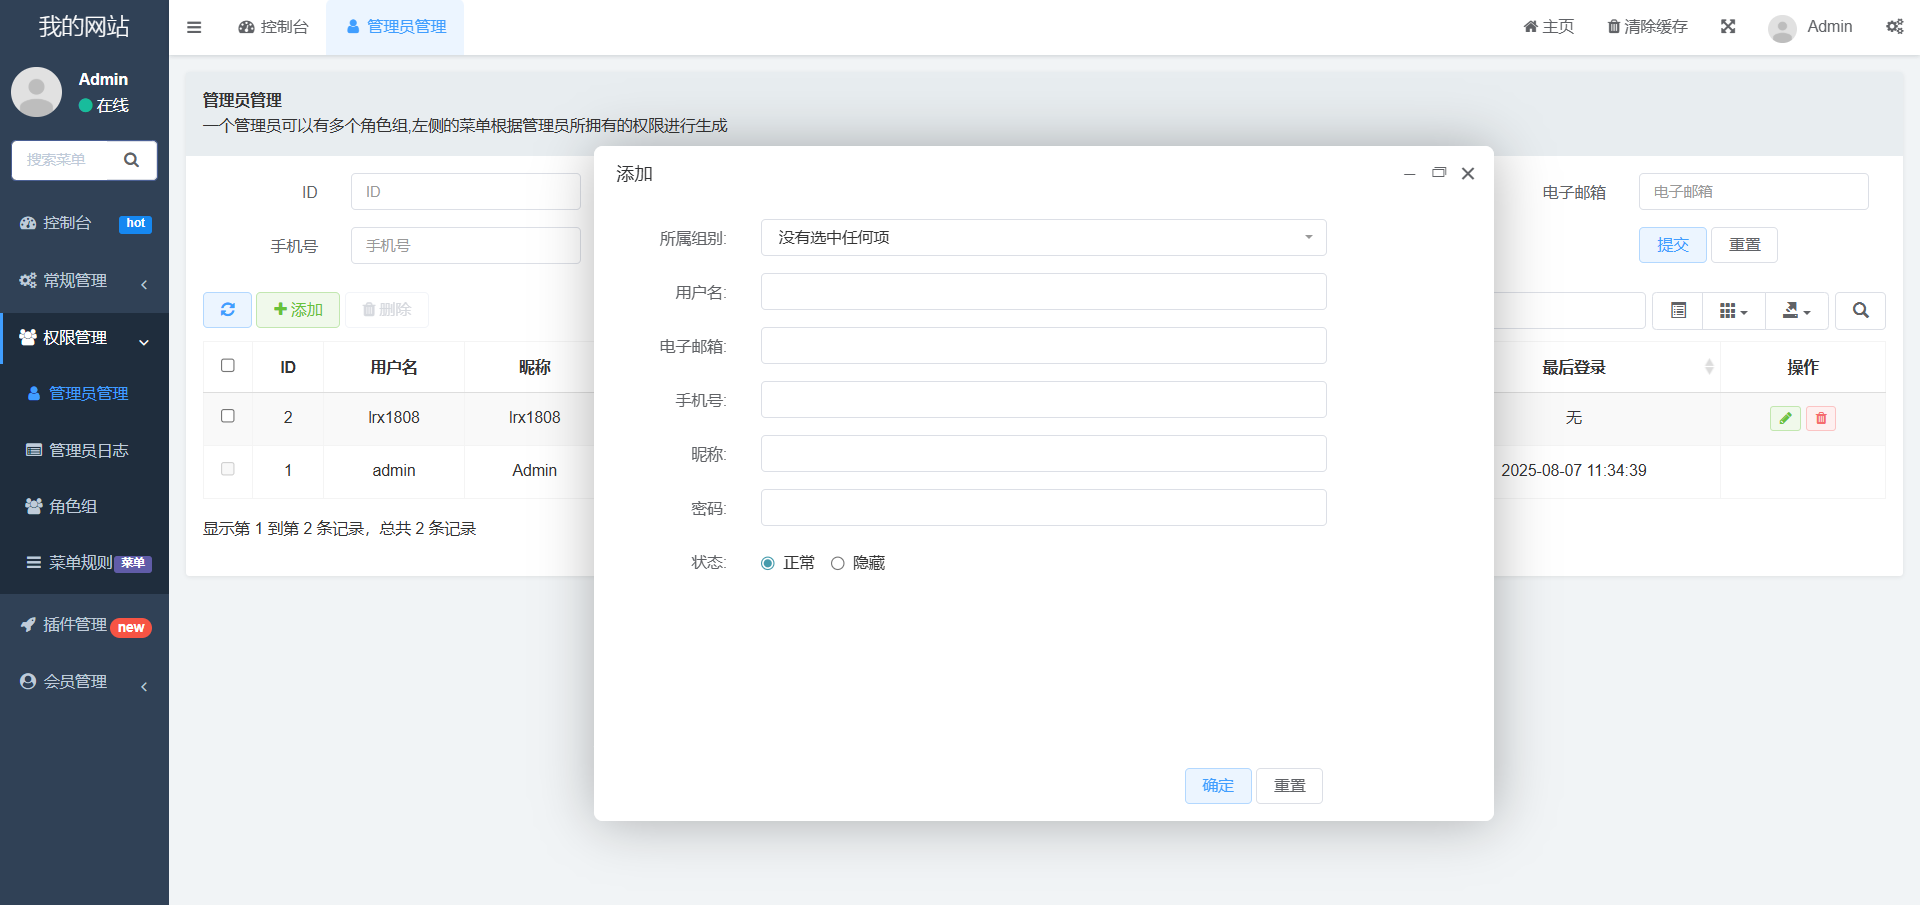 我的网站
Admin
在线
搜索菜单
控制台 hot
常规管理
权限管理
管理员管理
管理员日志
角色组
菜单规则 菜单
插件管理 new
会员管理
控制台 管理员管理
主页 清除缓存 Admin
管理员管理
一个管理员可以有多个角色组,左侧的菜单根据管理员所拥有的权限进行生成
ID ID
电子邮箱 电子邮箱
手机号 手机号
提交 重置
添加 删除
ID 用户名 昵称 最后登录 操作
2 lrx1808 lrx1808 无
1 admin Admin 2025-08-07 11:34:39
显示第 1 到第 2 条记录，总共 2 条记录
添加
所属组别: 没有选中任何项
用户名:
电子邮箱:
手机号:
昵称:
密码:
状态: 正常 隐藏
确定 重置